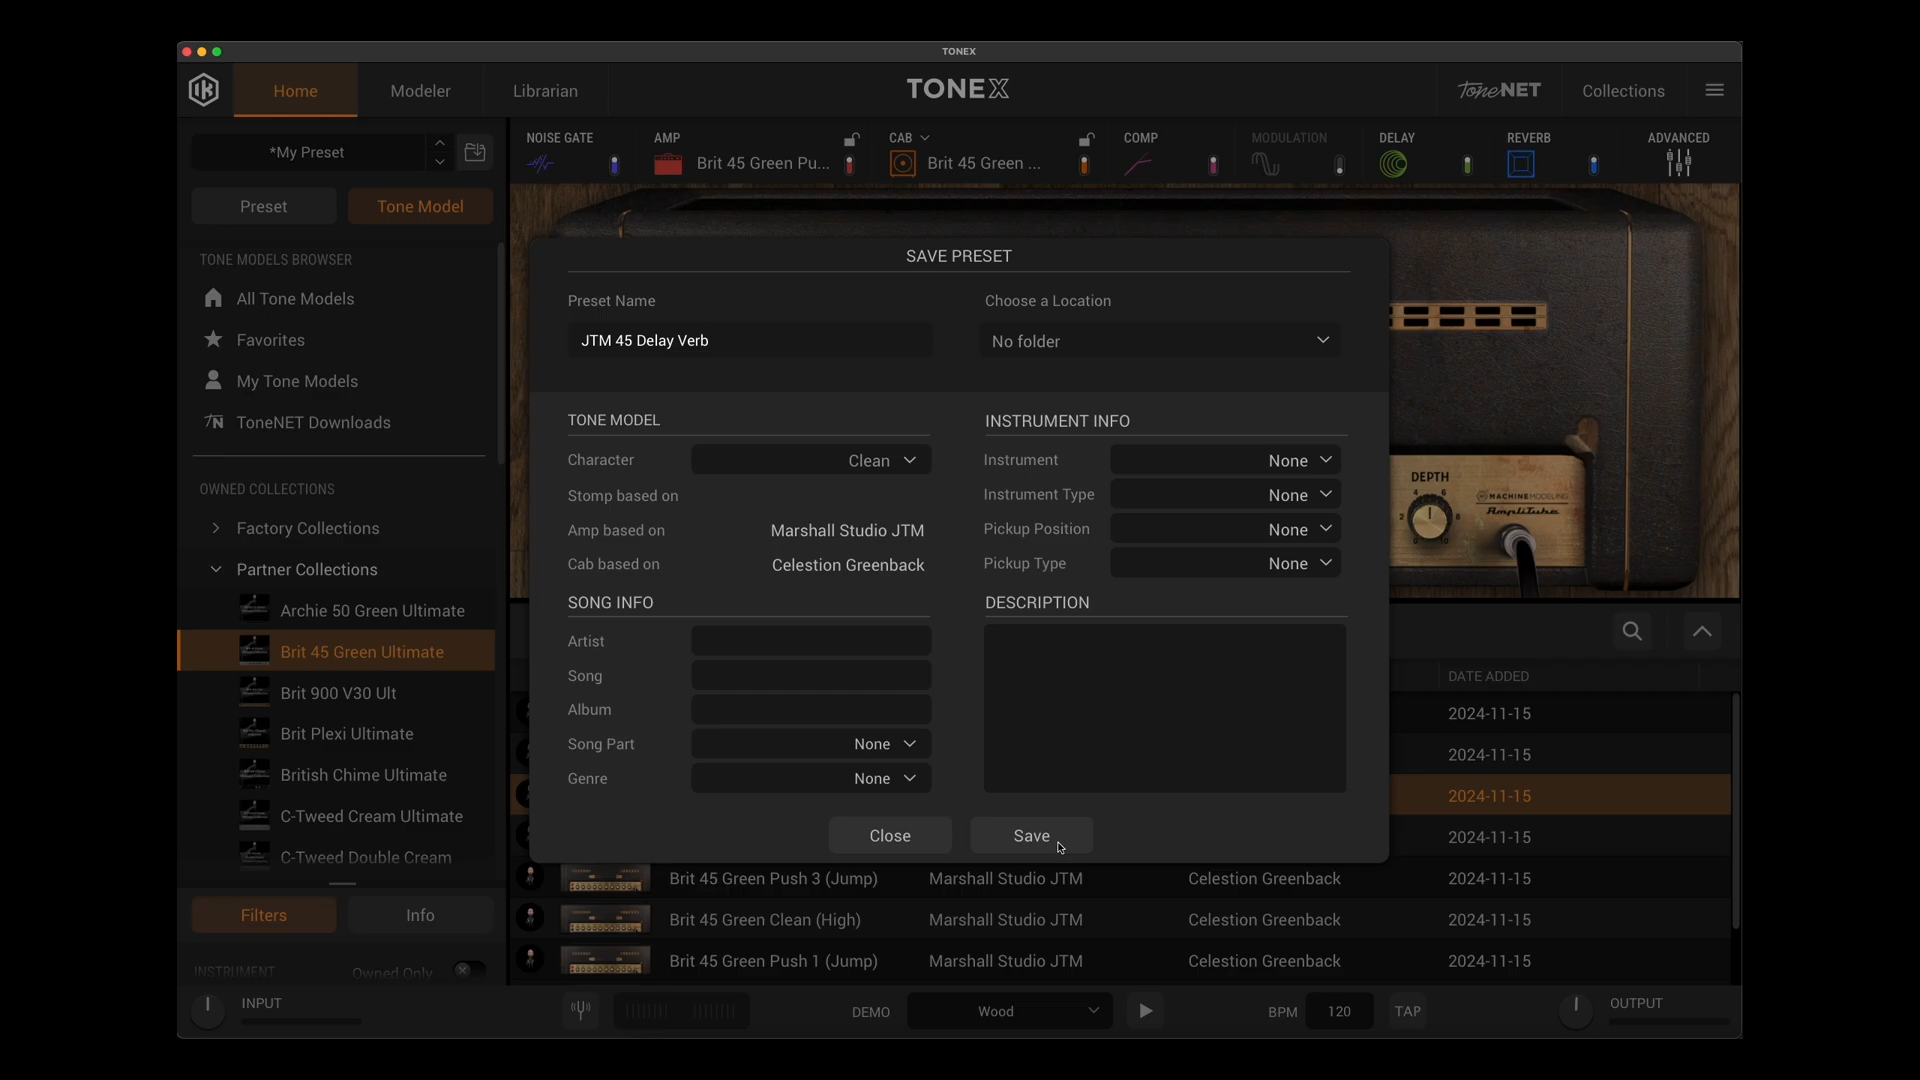 TONEX
Home
Modeler
Librarian
TONEX
ToneNET
Collections
*My Preset
NOISE GATE
AMP
Brit 45 Green Pu...
CAB
Brit 45 Green ...
COMP
MODULATION
DELAY
REVERB
ADVANCED
Preset
Tone Model
TONE MODELS BROWSER
All Tone Models
Favorites
My Tone Models
ToneNET Downloads
OWNED COLLECTIONS
Factory Collections
Partner Collections
Archie 50 Green Ultimate
Brit 45 Green Ultimate
Brit 900 V30 Ult
Brit Plexi Ultimate
British Chime Ultimate
C-Tweed Cream Ultimate
C-Tweed Double Cream
Filters
Info
INSTRUMENT
Owned Only
SAVE PRESET
Preset Name
JTM 45 Delay Verb
Choose a Location
No folder
TONE MODEL
Character
Clean
Stomp based on
Amp based on
Marshall Studio JTM
Cab based on
Celestion Greenback
INSTRUMENT INFO
Instrument
None
Instrument Type
None
Pickup Position
None
Pickup Type
None
SONG INFO
Artist
Song
Album
Song Part
None
Genre
None
DESCRIPTION
Close
Save
DEPTH
2
4
6
8
0
10
MACHINE MODELING
AmpliTube
DATE ADDED
2024-11-15
2024-11-15
2024-11-15
2024-11-15
Brit 45 Green Push 3 (Jump)
Marshall Studio JTM
Celestion Greenback
2024-11-15
Brit 45 Green Clean (High)
Marshall Studio JTM
Celestion Greenback
2024-11-15
Brit 45 Green Push 1 (Jump)
Marshall Studio JTM
Celestion Greenback
2024-11-15
INPUT
DEMO
Wood
BPM
120
TAP
OUTPUT